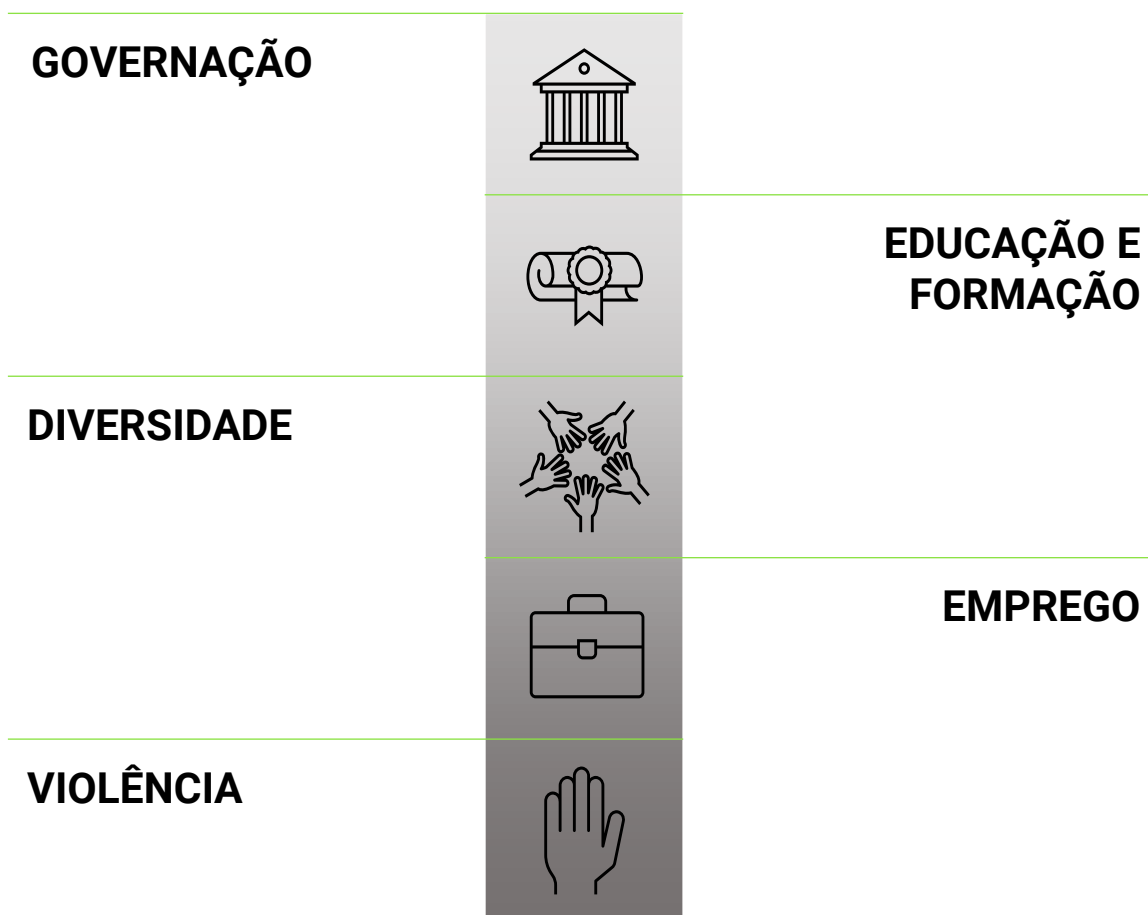 GOVERNAÇÃO
EDUCAÇÃO E
FORMAÇÃO
DIVERSIDADE
EMPREGO
VIOLÊNCIA